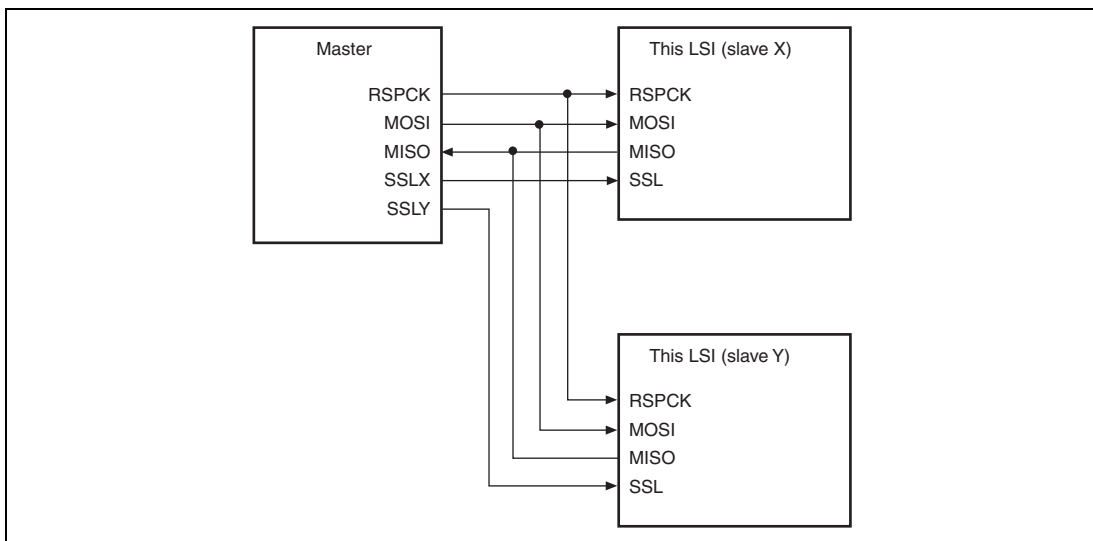 Master
RSPCK
MOSI
MISO
SSLX
SSLY
This LSI (slave X)
RSPCK
MOSI
MISO
SSL
This LSI (slave Y)
RSPCK
MOSI
MISO
SSL